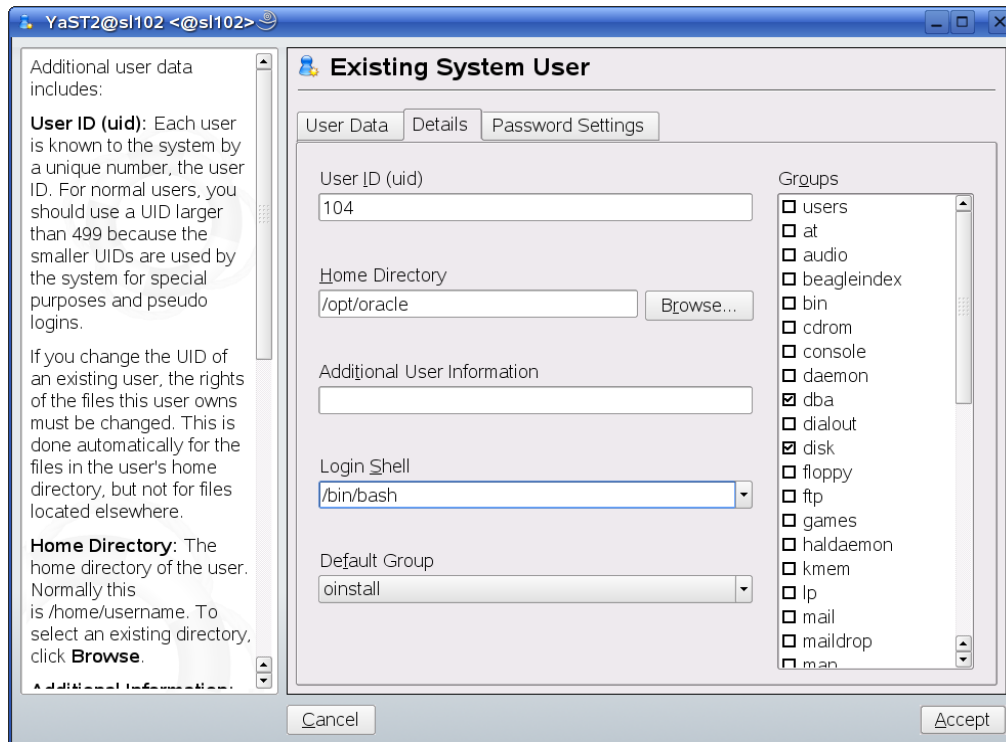 YaST2@sl102 <@sl102>
Additional user data
includes:
User ID (uid): Each user
is known to the system by
a unique number, the user
ID. For normal users, you
should use a UID larger
than 499 because the
smaller UIDs are used by
the system for special
purposes and pseudo
logins.
If you change the UID of
an existing user, the rights
of the files this user owns
must be changed. This is
done automatically for the
files in the user's home
directory, but not for files
located elsewhere.
Home Directory: The
home directory of the user.
Normally this
is /home/username. To
select an existing directory,
click Browse.
Additional Information:
Existing System User
User Data
Details
Password Settings
User ID (uid)
104
Home Directory
/opt/oracle
Browse...
Additional User Information
Login Shell
/bin/bash
Default Group
oinstall
Groups
users
at
audio
beagleindex
bin
cdrom
console
daemon
dba
dialout
disk
floppy
ftp
games
haldaemon
kmem
lp
mail
maildrop
man
Cancel
Accept